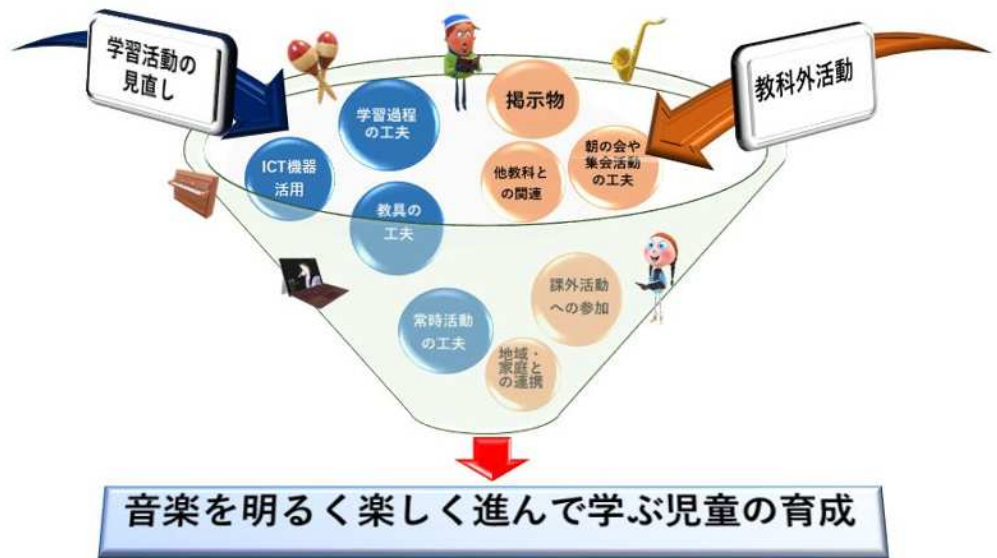 学習活動の
見直し
教科外活動
学習過程
の工夫
掲示物
ICT機器
活用
他教科と
の関連
朝の会や
集会活動
の工夫
教具の
工夫
課外活動
への参加
常時活動
の工夫
地域・
家庭と
の連携
音楽を明るく楽しく進んで学ぶ児童の育成